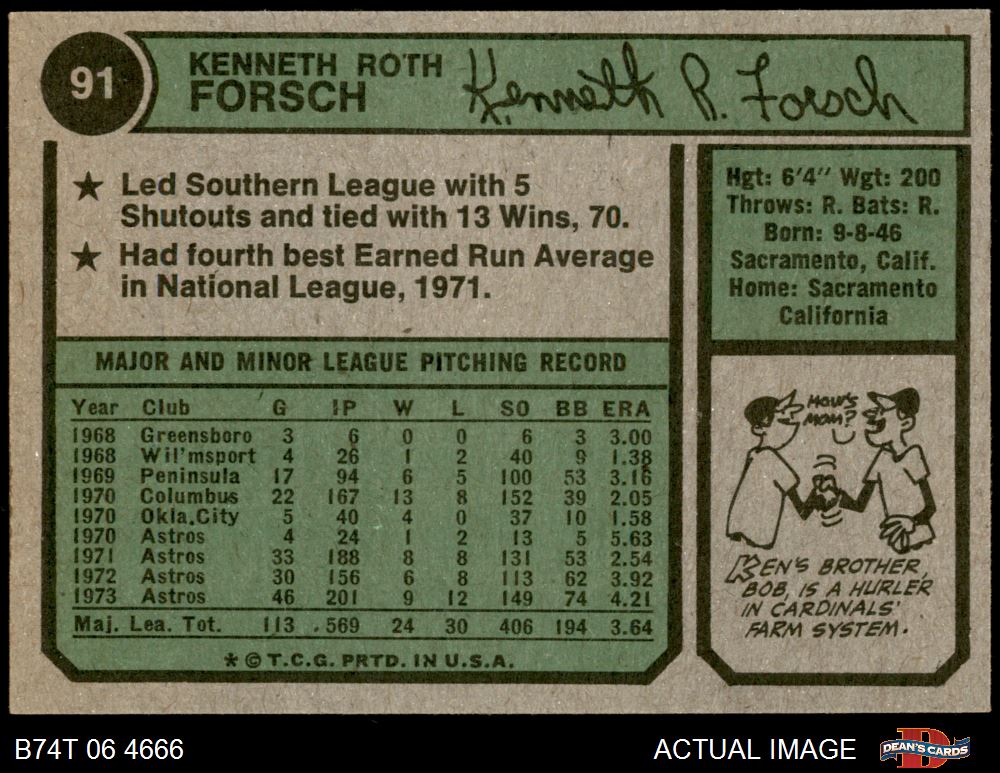 91
KENNETH ROTH
FORSCH
Kenneth R. Forsch
★ Led Southern League with 5
Shutouts and tied with 13 Wins, 70.
★ Had fourth best Earned Run Average
in National League, 1971.
Hgt: 6'4" Wgt: 200
Throws: R. Bats: R.
Born: 9-8-46
Sacramento, Calif.
Home: Sacramento
California
MAJOR AND MINOR LEAGUE PITCHING RECORD
Year Club G IP W L SO BB ERA
1968 Greensboro 3 6 0 0 6 3 3.00
1968 Wil'msport 4 26 1 2 40 9 1.38
1969 Peninsula 17 94 6 5 100 53 3.16
1970 Columbus 22 167 13 8 152 39 2.05
1970 Okla.City 5 40 4 0 37 10 1.58
1970 Astros 4 24 1 2 13 5 5.63
1971 Astros 33 188 8 8 131 53 2.54
1972 Astros 30 156 6 8 113 62 3.92
1973 Astros 46 201 9 12 149 74 4.21
Maj. Lea. Tot. 113 569 24 30 406 194 3.64
* © T.C.G. PRTD. IN U.S.A.
HOW'S
MOM?
KEN'S BROTHER,
BOB, IS A HURLER
IN CARDINALS'
FARM SYSTEM.
B74T 06 4666
ACTUAL IMAGE
DEAN'S CARDS